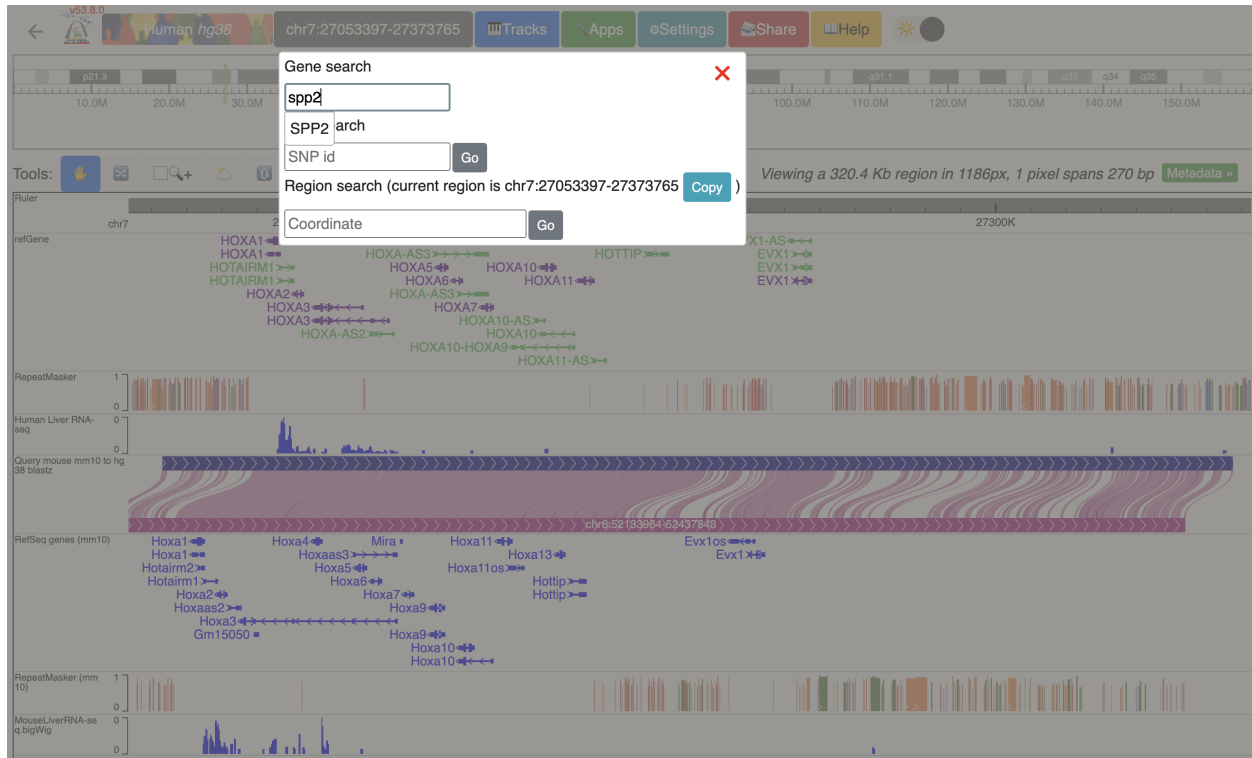 v53.8.0
Human hg38 chr7:27053397-27373765 Tracks Apps Settings Share Help
Gene search
spp2
SPP2 arch
SNP id Go
Region search (current region is chr7:27053397-27373765 Copy )
Coordinate Go
p21.3 q31.1 q33 q34 q35
10.0M 20.0M 30.0M 100.0M 110.0M 120.0M 130.0M 140.0M 150.0M
Tools: Viewing a 320.4 Kb region in 1186px, 1 pixel spans 270 bp Metadata »
Ruler
chr7 2 27300K
refGene HOXA1 X1-AS
HOXA1 HOXA-AS3 HOTTIP EVX1
HOTAIRM1 HOXA5 HOXA10 EVX1
HOTAIRM1 HOXA6 HOXA11 EVX1
HOXA2 HOXA-AS3
HOXA3 HOXA7
HOXA3 HOXA10-AS
HOXA-AS2 HOXA10
HOXA10-HOXA9
HOXA11-AS
RepeatMasker 1
0
Human Liver RNA- 0
seq
0
Query mouse mm10 to hg
38 blastz
chr6:52133964-52437843
RefSeq genes (mm10) Hoxa1 Hoxa4 Mira Hoxa11 Evx1os
Hoxa1 Hoxaas3 Hoxa13 Evx1
Hotairm2 Hoxa5 Hoxa11os
Hotairm1 Hoxa6 Hottip
Hoxa2 Hoxa7 Hottip
Hoxaas2 Hoxa9
Hoxa3
Gm15050 Hoxa9
Hoxa10
Hoxa10
RepeatMasker (mm 1
10)
0
MouseLiverRNA-se 0
q.bigWig
0